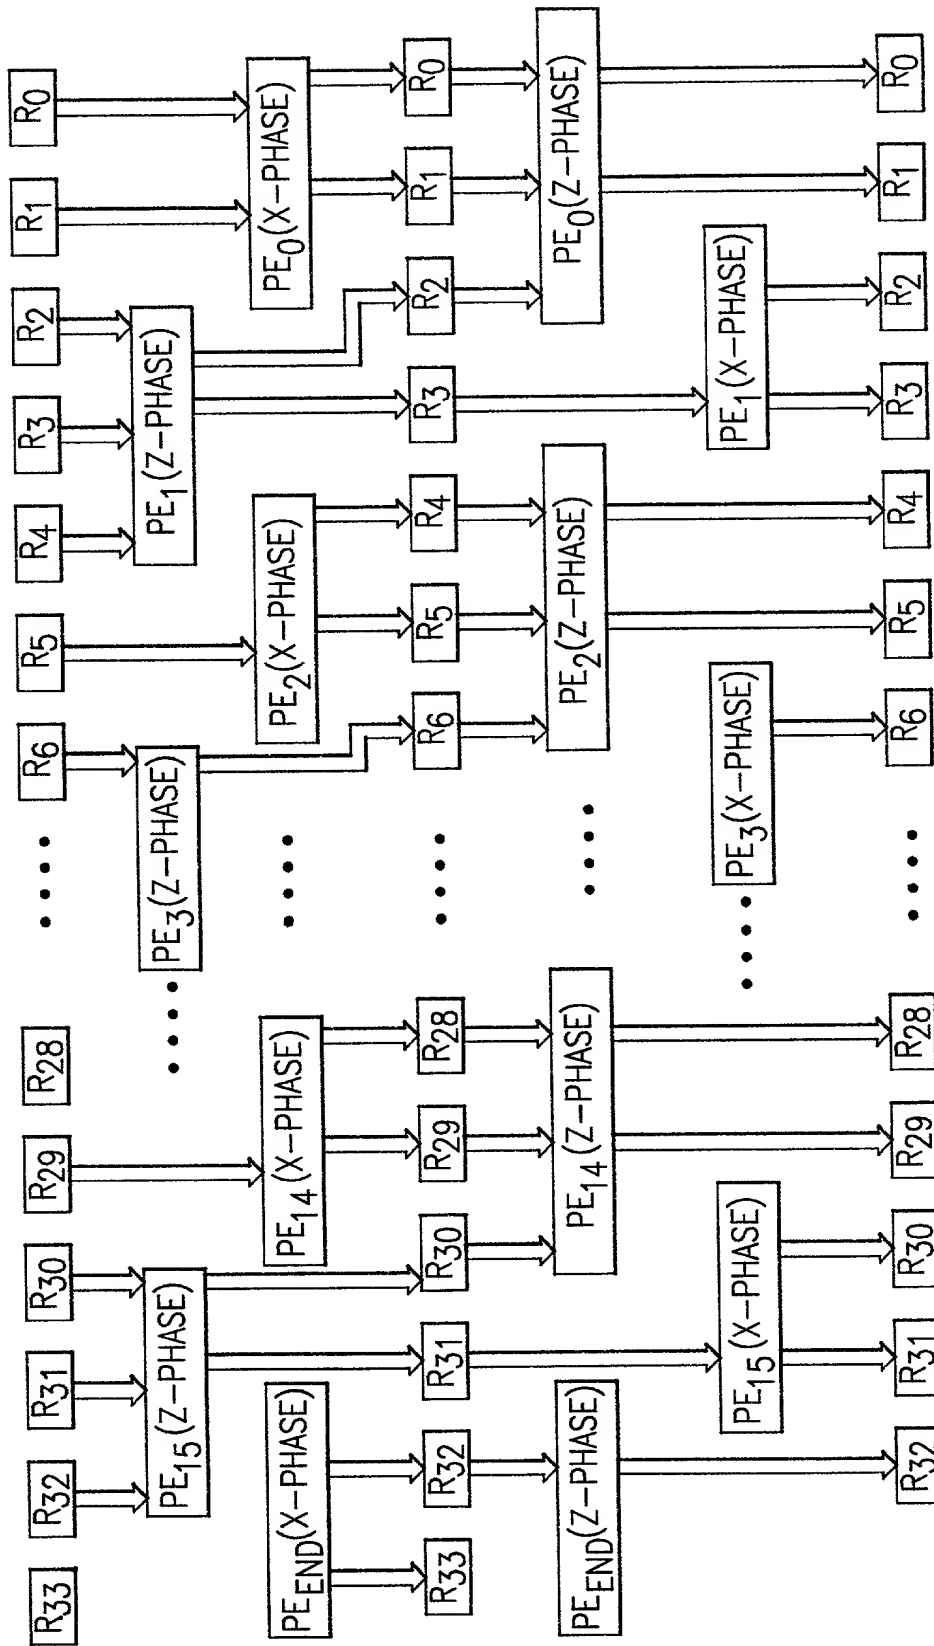 R33 R32 R31 R30 R29 R28 •••• R6 R5 R4 R3 R2 R1 R0
PE15(Z-PHASE) •••• PE3(Z-PHASE) PE1(Z-PHASE)
PEEND(X-PHASE) PE14(X-PHASE) •••• PE2(X-PHASE) PE0(X-PHASE)
R33 R32 R31 R30 R29 R28 •••• R6 R5 R4 R3 R2 R1 R0
PEEND(Z-PHASE) PE14(Z-PHASE) •••• PE2(Z-PHASE) PE0(Z-PHASE)
PE15(X-PHASE) •••• PE3(X-PHASE) PE1(X-PHASE)
R32 R31 R30 R29 R28 •••• R6 R5 R4 R3 R2 R1 R0